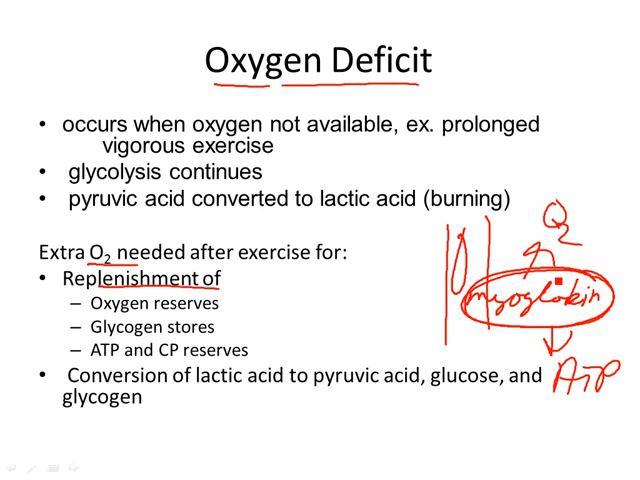 Oxygen Deficit
• occurs when oxygen not available, ex. prolonged
vigorous exercise
• glycolysis continues
• pyruvic acid converted to lactic acid (burning)
O2
Extra O2 needed after exercise for:
• Replenishment of
myoglobin
– Oxygen reserves
– Glycogen stores
– ATP and CP reserves
ATP
• Conversion of lactic acid to pyruvic acid, glucose, and
glycogen